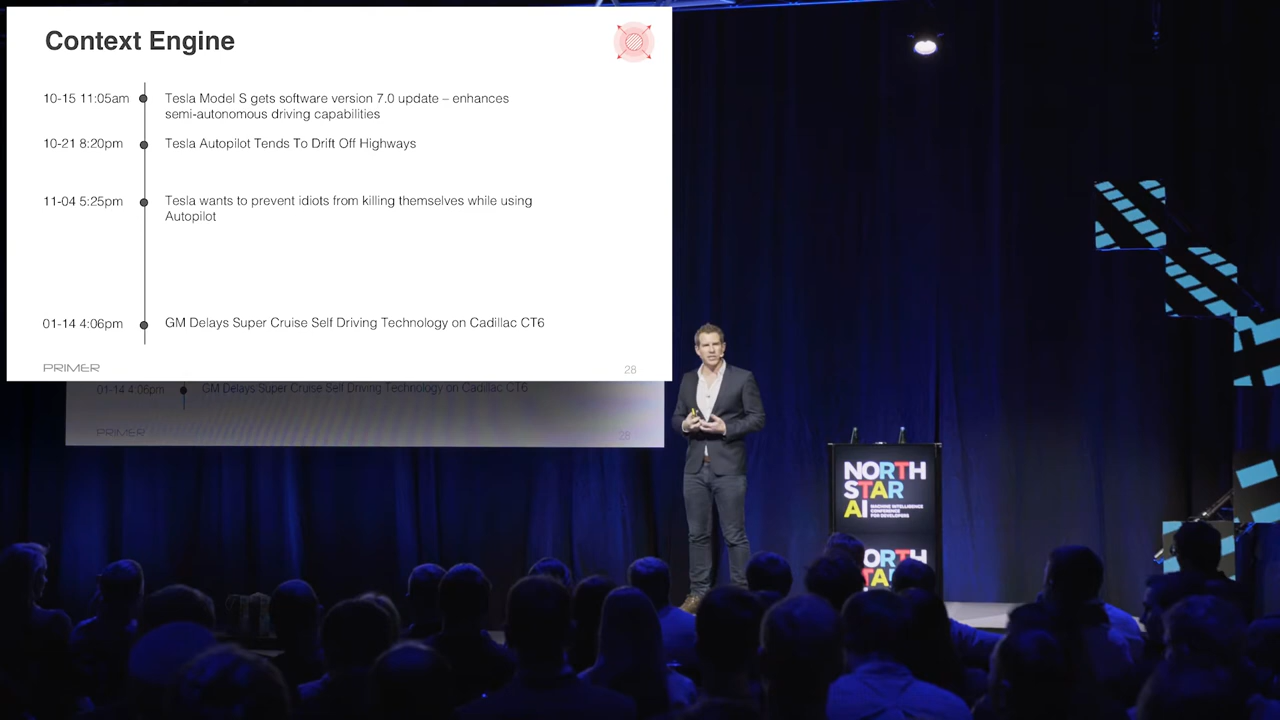 Context Engine
10-15 11:05am
Tesla Model S gets software version 7.0 update – enhances
semi-autonomous driving capabilities
10-21 8:20pm
Tesla Autopilot Tends To Drift Off Highways
11-04 5:25pm
Tesla wants to prevent idiots from killing themselves while using
Autopilot
01-14 4:06pm
GM Delays Super Cruise Self Driving Technology on Cadillac CT6
PRIMER
28
01-14 4:06pm
GM Delays Super Cruise Self Driving Technology on Cadillac CT6
PRIMER
28
NORTH
STAR
AI
MACHINE INTELLIGENCE
CONFERENCE
FOR DEVELOPERS
ORTH
TA